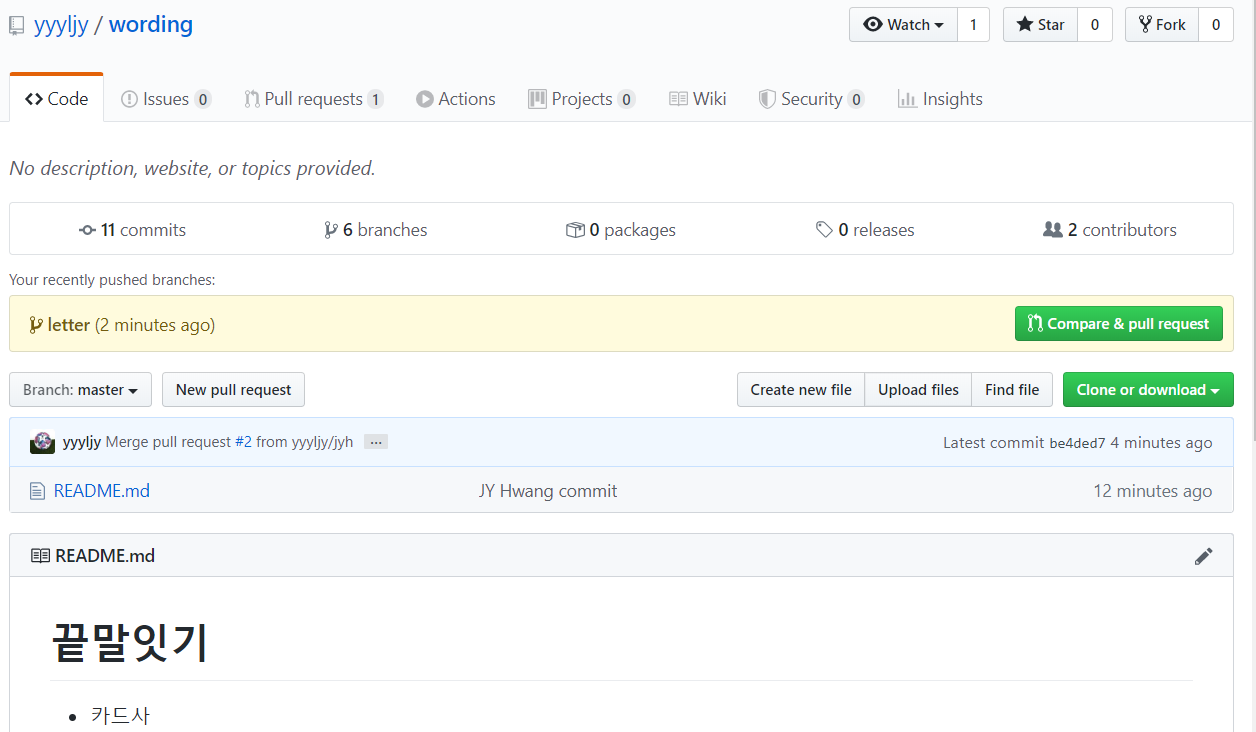 yyyljy / wording
Watch 1 Star 0 Fork 0
Code Issues 0 Pull requests 1 Actions Projects 0 Wiki Security 0 Insights
No description, website, or topics provided.
11 commits 6 branches 0 packages 0 releases 2 contributors
Your recently pushed branches:
letter (2 minutes ago) Compare & pull request
Branch: master New pull request Create new file Upload files Find file Clone or download
yyyljy Merge pull request #2 from yyyljy/jyh ... Latest commit be4ded7 4 minutes ago
README.md JY Hwang commit 12 minutes ago
README.md
끝말잇기
• 카드사